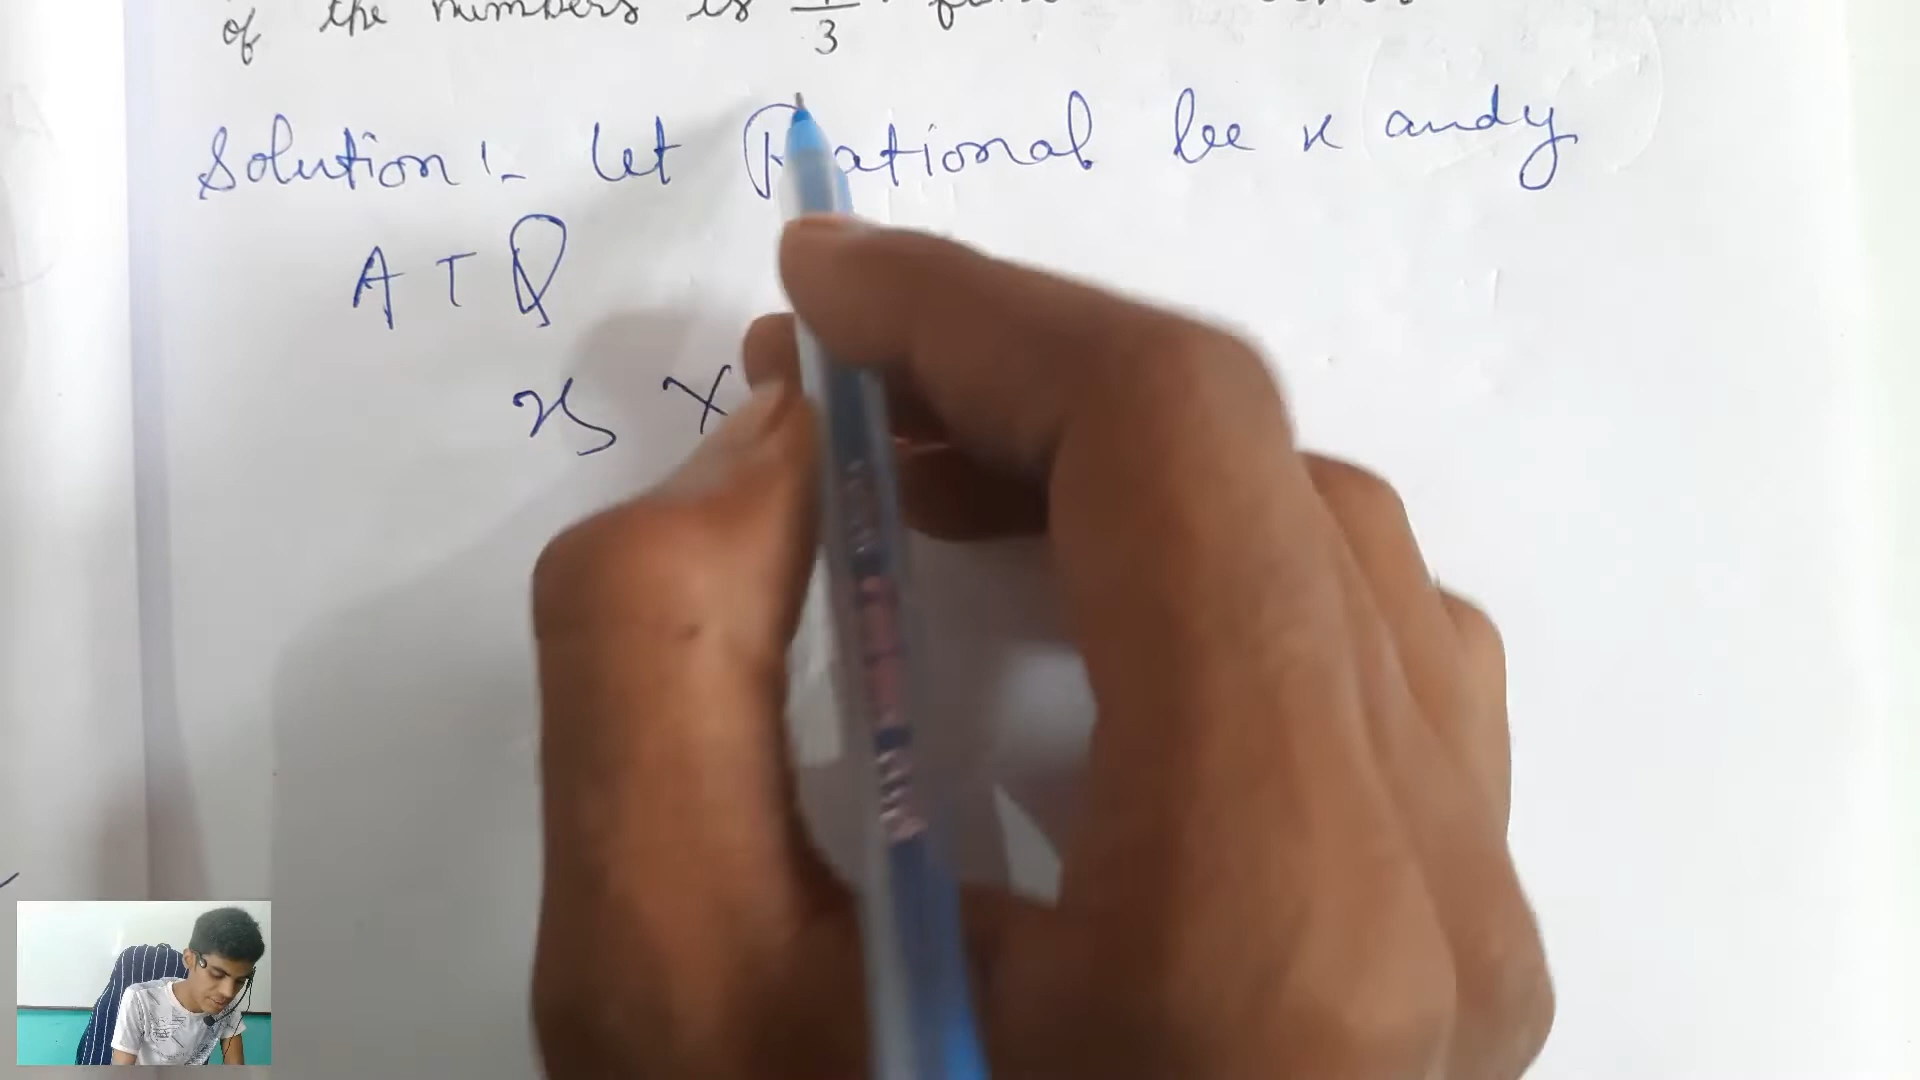 of the numbers is 3
Solution:- let Rational be x and y
A T Q
x ×